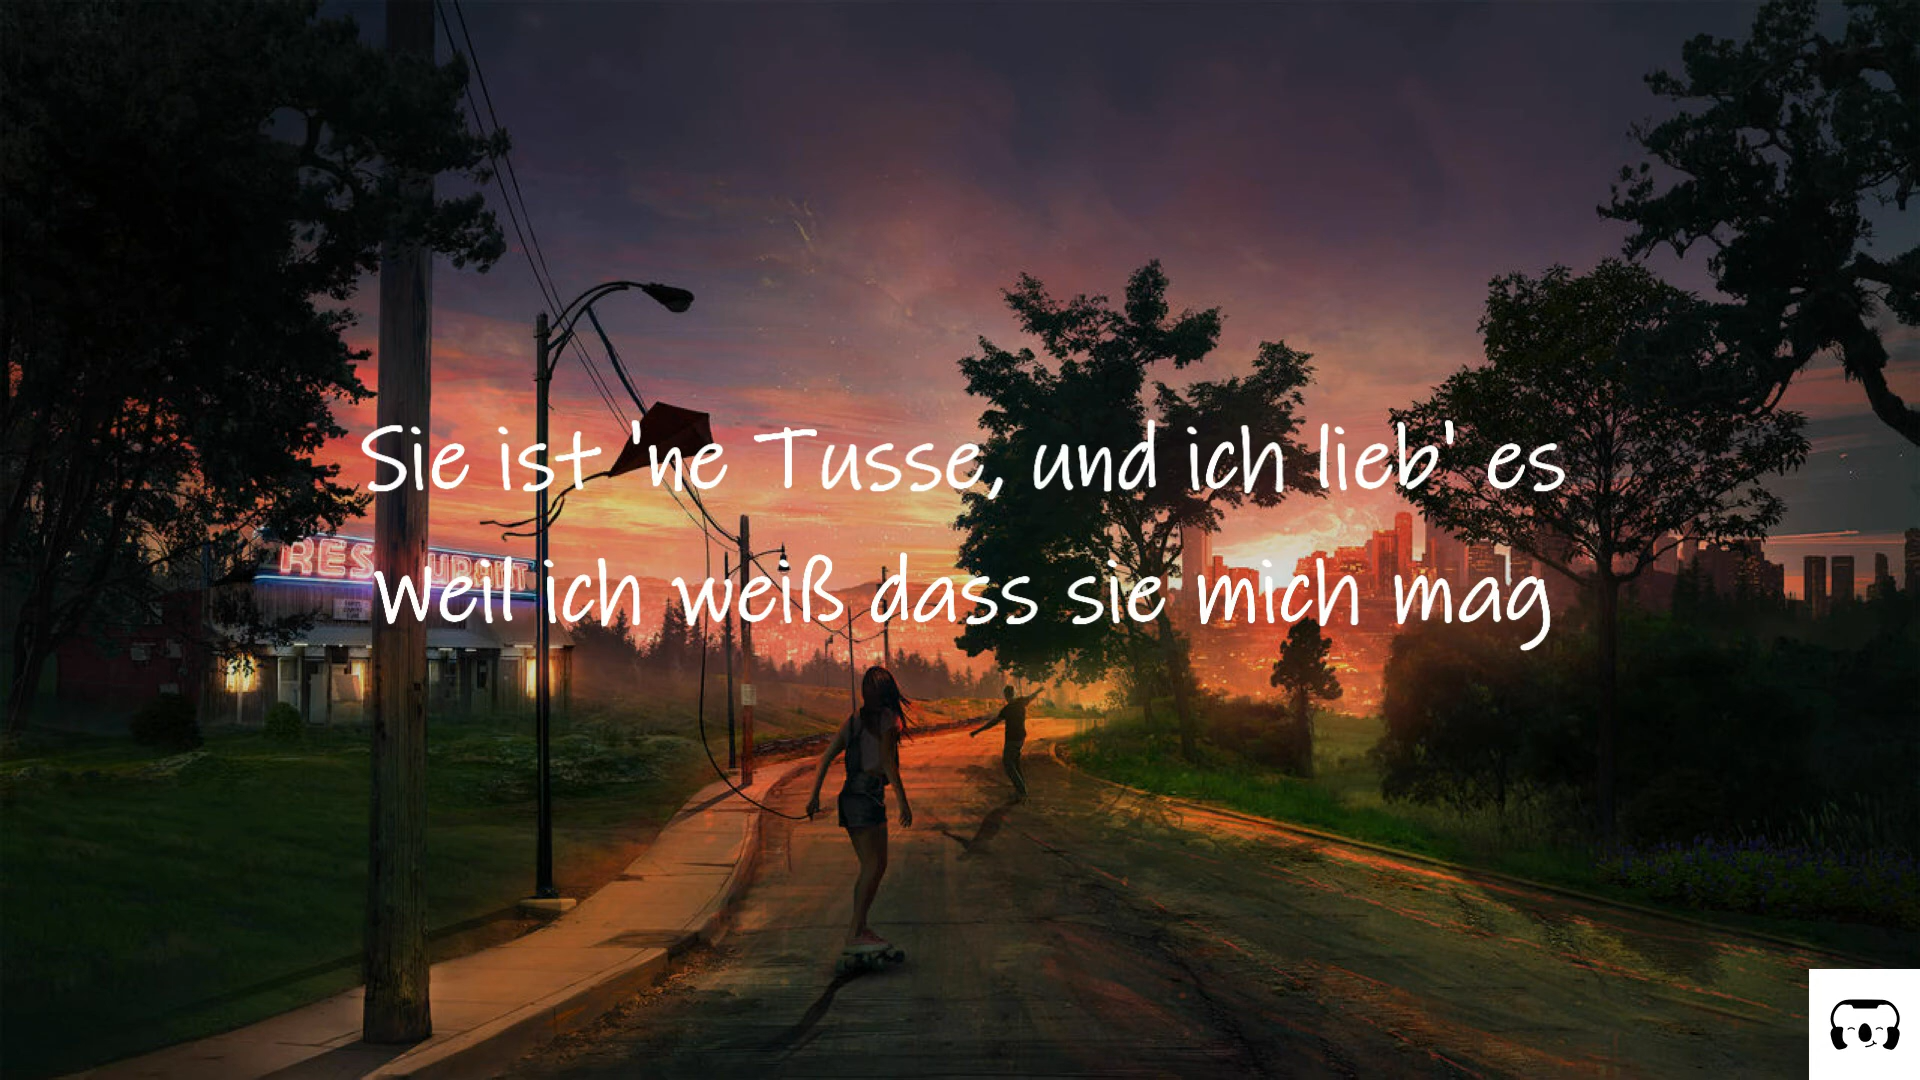 Sie ist 'ne Tusse, und ich lieb' es
Weil ich weiß dass sie mich mag